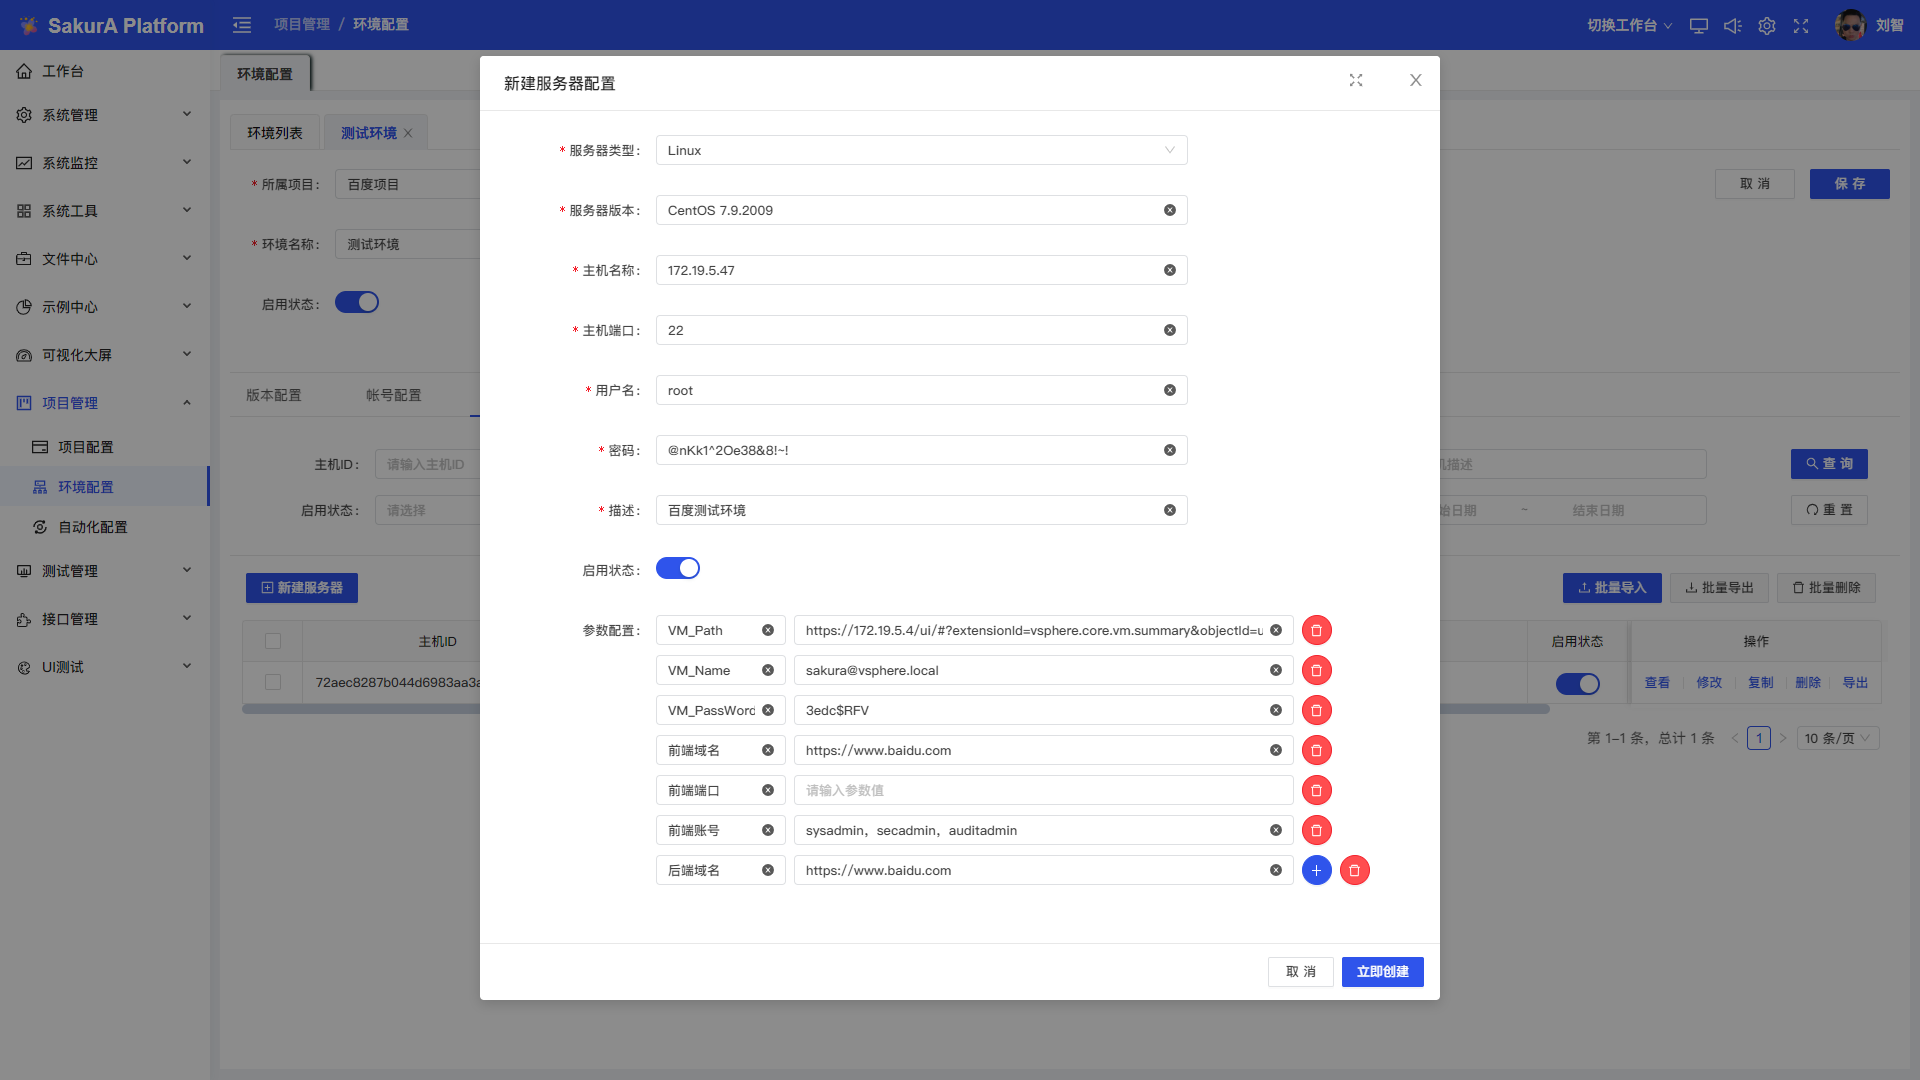 SakurA Platform
项目管理 / 环境配置
切换工作台
刘智
工作台
系统管理
系统监控
系统工具
文件中心
示例中心
可视化大屏
项目管理
项目配置
环境配置
自动化配置
测试管理
接口管理
UI测试
环境配置
环境列表
测试环境
* 所属项目： 百度项目
* 环境名称： 测试环境
启用状态：
取 消
保 存
版本配置
帐号配置
主机ID： 请输入主机ID
启用状态： 请选择
机描述
查 询
始日期 ~ 结束日期
重 置
新建服务器
批量导入
批量导出
批量删除
主机ID
启用状态
操作
72aec8287b044d6983aa3a
查看 修改 复制 删除 导出
第 1-1 条，总计 1 条
1
10 条/页
新建服务器配置
* 服务器类型： Linux
* 服务器版本： CentOS 7.9.2009
* 主机名称： 172.19.5.47
* 主机端口： 22
* 用户名： root
* 密码： @nKk1^2Oe38&8!~!
* 描述： 百度测试环境
启用状态：
参数配置： VM_Path https://172.19.5.4/ui/#?extensionId=vsphere.core.vm.summary&objectId=u
VM_Name sakura@vsphere.local
VM_PassWord 3edc$RFV
前端域名 https://www.baidu.com
前端端口 请输入参数值
前端账号 sysadmin，secadmin，auditadmin
后端域名 https://www.baidu.com
取 消
立即创建